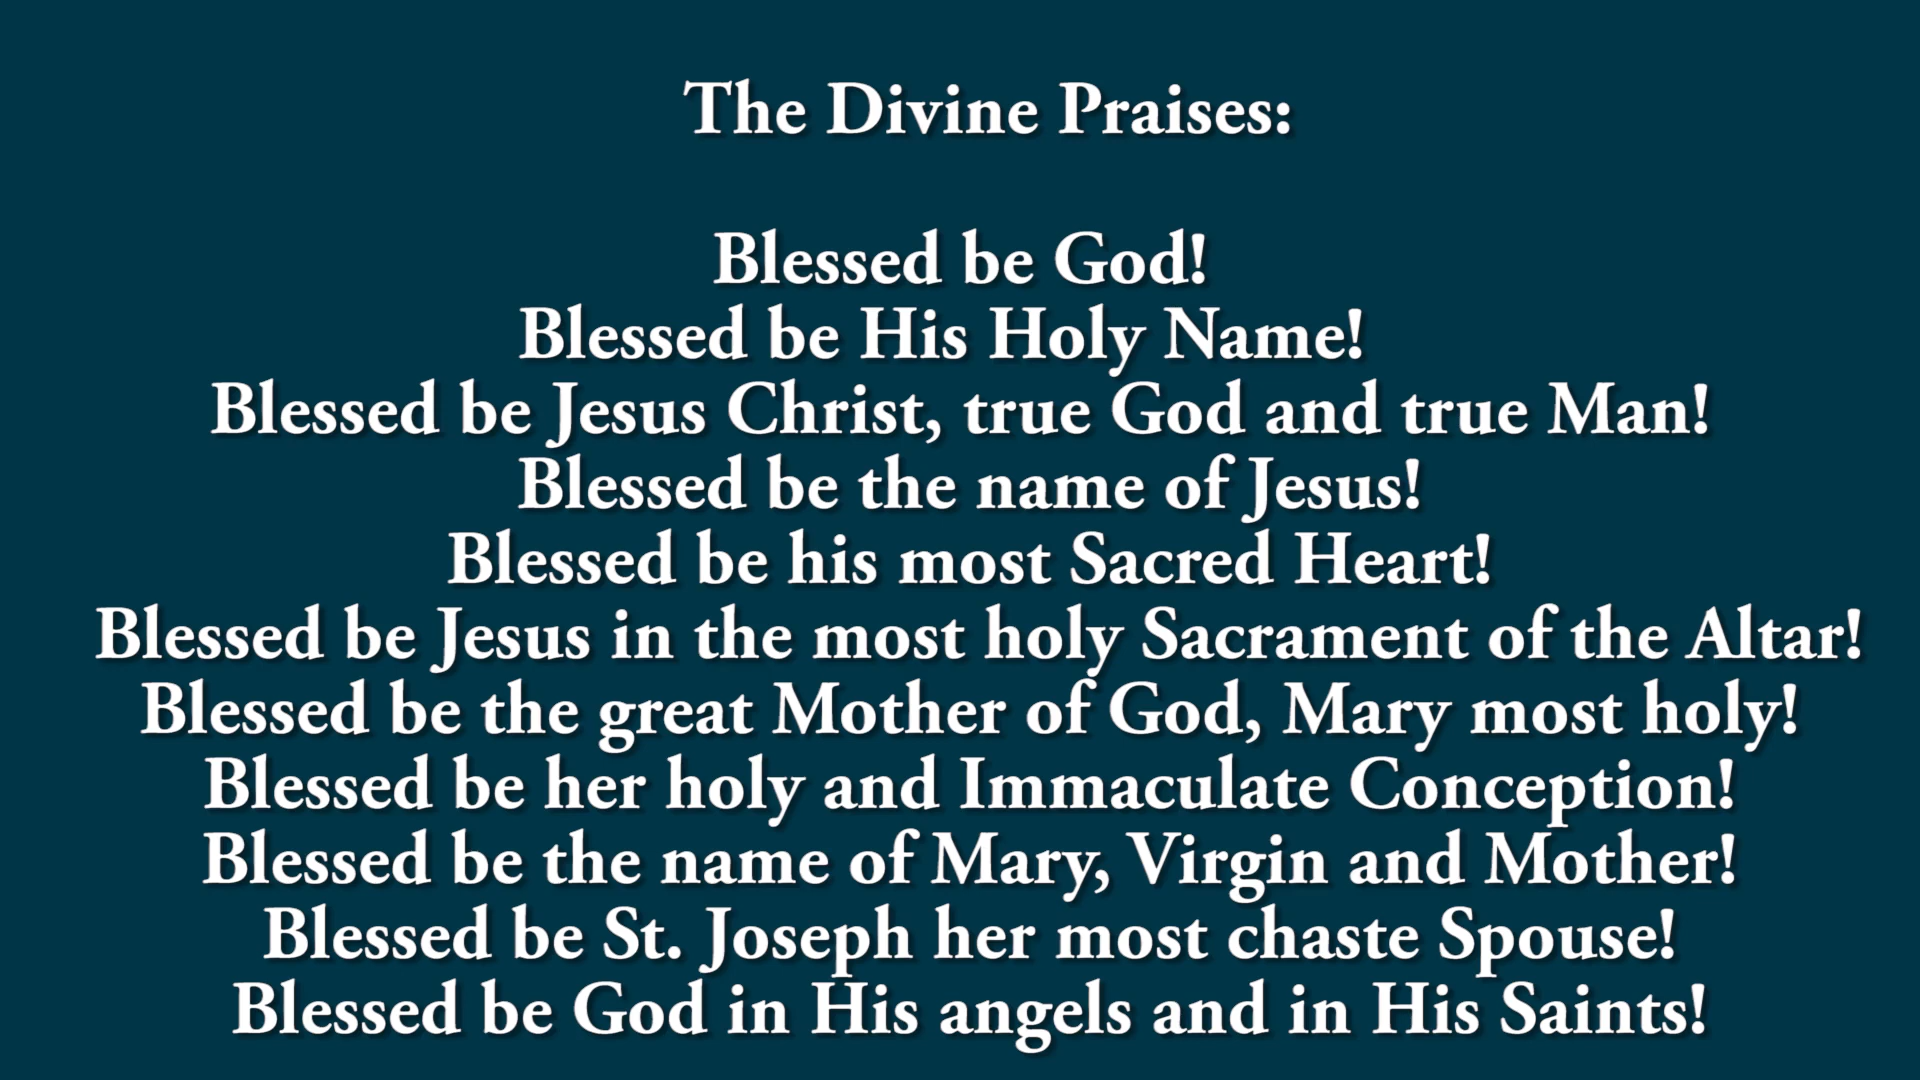 The Divine Praises:
Blessed be God!
Blessed be His Holy Name!
Blessed be Jesus Christ, true God and true Man!
Blessed be the name of Jesus!
Blessed be his most Sacred Heart!
Blessed be Jesus in the most holy Sacrament of the Altar!
Blessed be the great Mother of God, Mary most holy!
Blessed be her holy and Immaculate Conception!
Blessed be the name of Mary, Virgin and Mother!
Blessed be St. Joseph her most chaste Spouse!
Blessed be God in His angels and in His Saints!